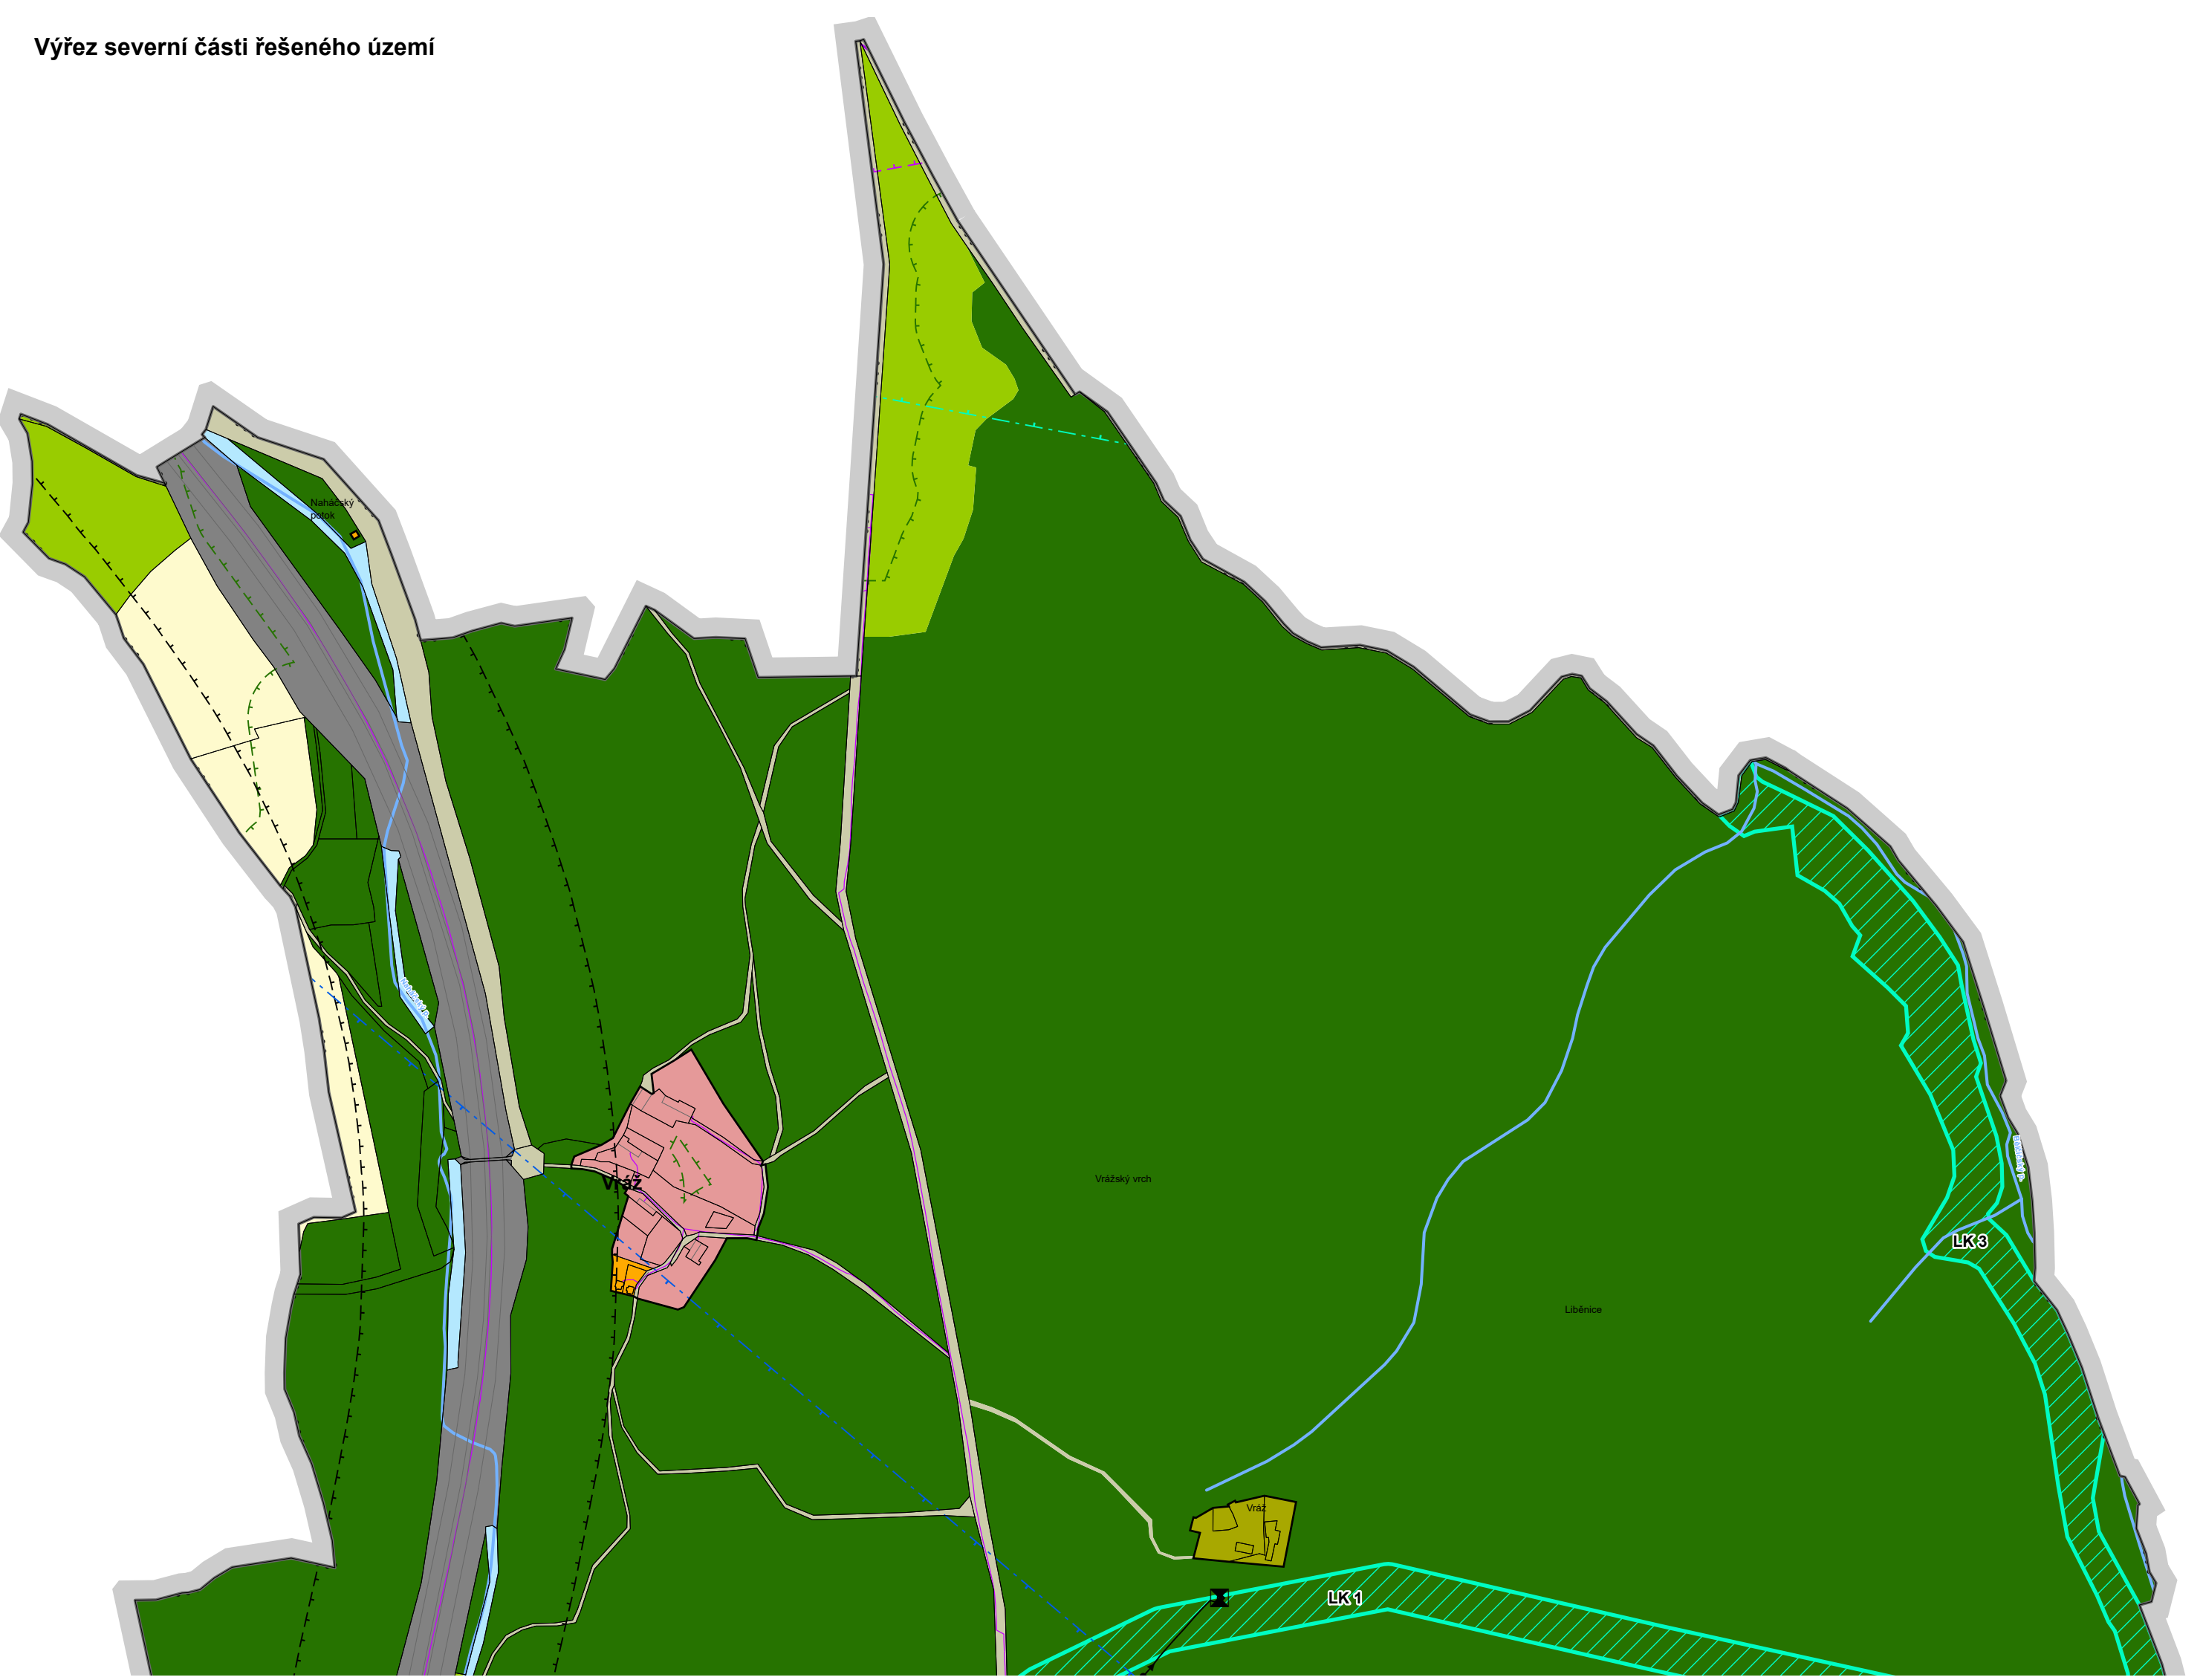 Výřez severní části řešeného území
Naháčský
potok
Vráž
Vrážský vrch
LK 3
Liběnice
Vráž
LK 1